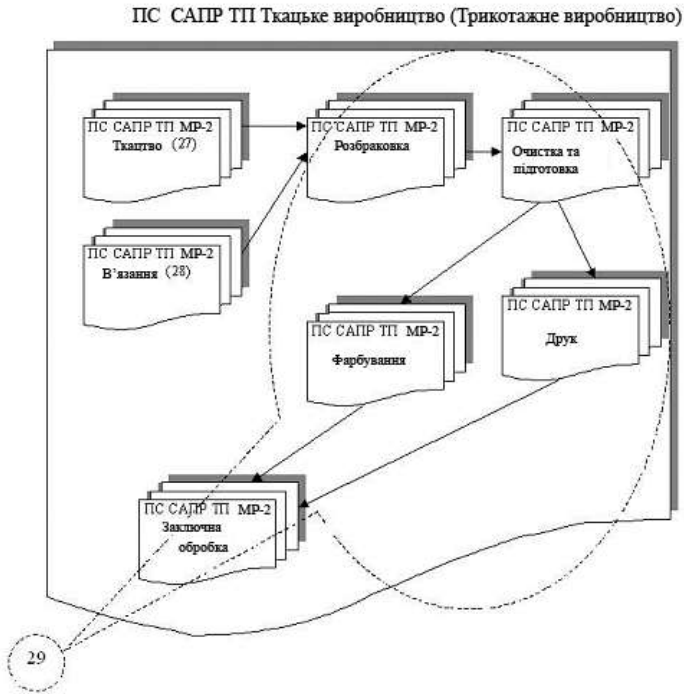 ПС САПР ТП Ткацьке виробництво (Трикотажне виробництво)
ПС САПР ТП МР-2
Ткацтво (27)
ПС САПР ТП МР-2
Розбраковка
ПС САПР ТП МР-2
Очистка та
підготовка
ПС САПР ТП МР-2
В'язання (28)
ПС САПР ТП МР-2
Фарбування
ПС САПР ТП МР-2
Друк
ПС САПР ТП МР-2
Заключна
обробка
29